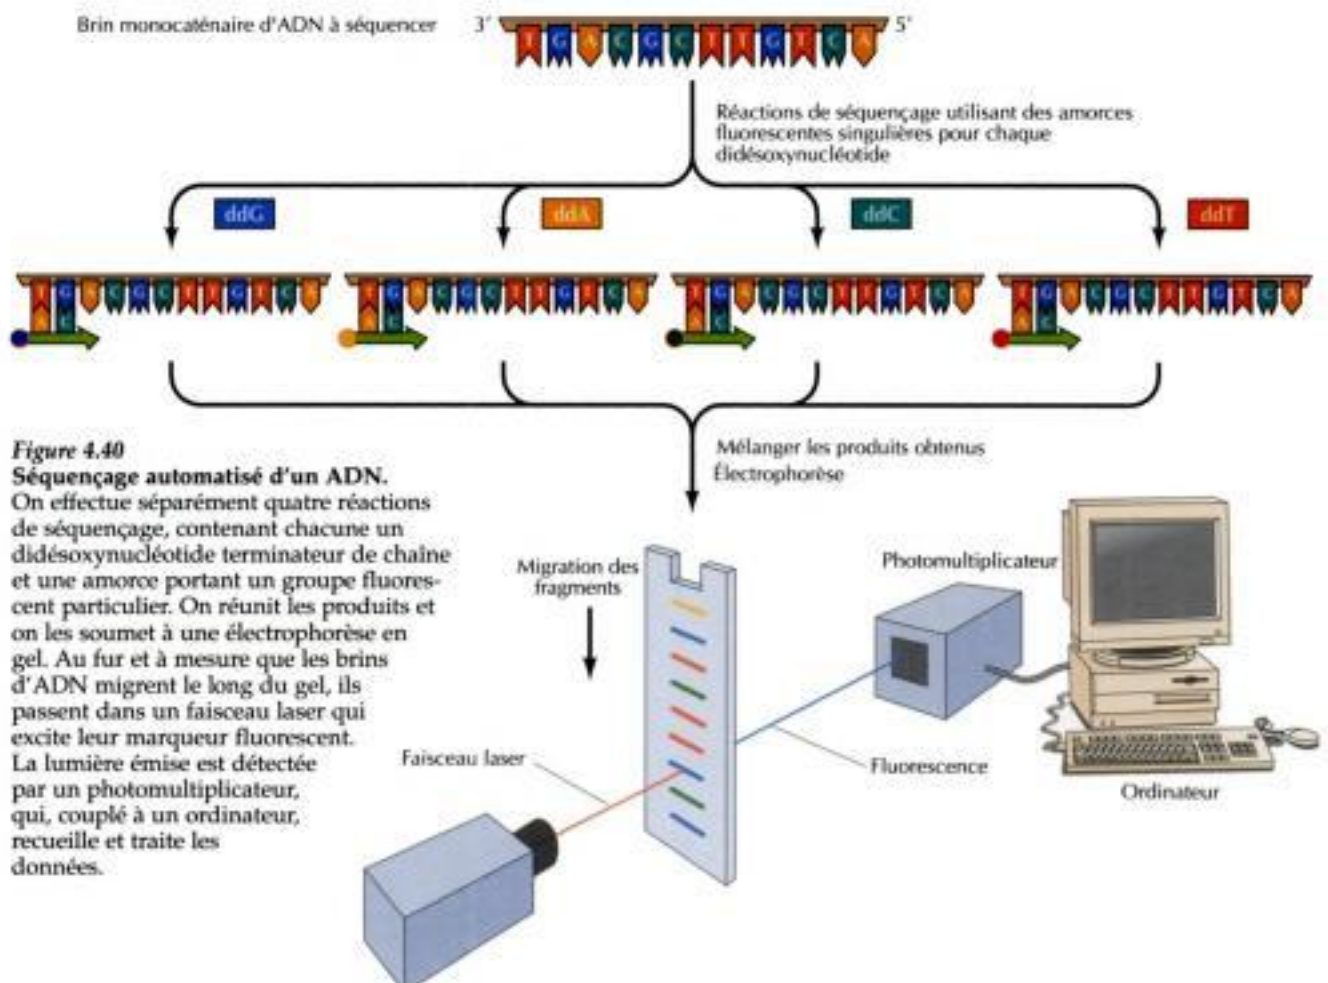 Brin monocaténaire d'ADN à séquencer
3' T G A C G C T T G T C A 5'
Réactions de séquençage utilisant des amorces
fluorescentes singulières pour chaque
didésoxynucléotide
ddG ddA ddC ddT
T G A C G C T T G T C A
T G A C G C T T G T C A
T G A C G C T T G T C A
T G A C G C T T G T C A
A C
A C
A C
A C
Mélanger les produits obtenus
Électrophorèse
Figure 4.40
Séquençage automatisé d'un ADN.
On effectue séparément quatre réactions
de séquençage, contenant chacune un
didésoxynucléotide terminateur de chaîne
et une amorce portant un groupe fluores-
cent particulier. On réunit les produits et
on les soumet à une électrophorèse en
gel. Au fur et à mesure que les brins
d'ADN migrent le long du gel, ils
passent dans un faisceau laser qui
excite leur marqueur fluorescent.
La lumière émise est détectée
par un photomultiplicateur,
qui, couplé à un ordinateur,
recueille et traite les
données.
Migration des
fragments
Photomultiplicateur
Faisceau laser
Fluorescence
Ordinateur